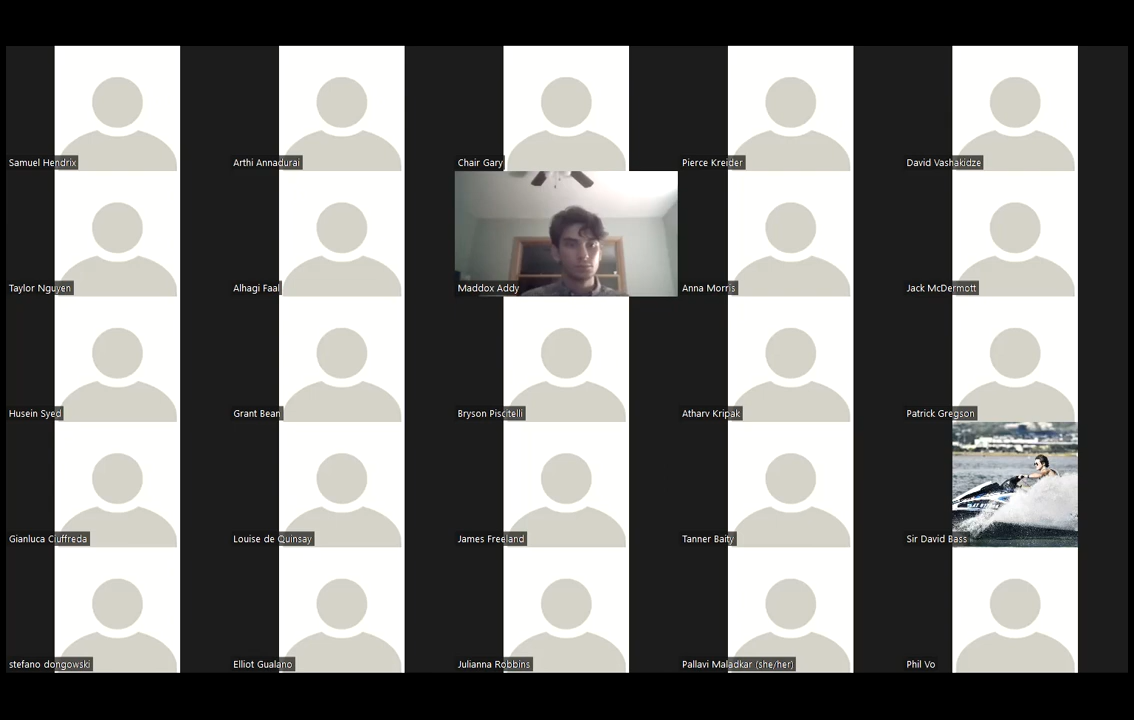 Samuel Hendrix
Arthi Annadurai
Chair Gary
Pierce Kreider
David Vashakidze
Taylor Nguyen
Alhagi Faal
Maddox Addy
Anna Morris
Jack McDermott
Husein Syed
Grant Bean
Bryson Piscitelli
Atharv Kripak
Patrick Gregson
Gianluca Ciuffreda
Louise de Quinsay
James Freeland
Tanner Baity
Sir David Bass
stefano dongowski
Elliot Gualano
Julianna Robbins
Pallavi Maladkar (she/her)
Phil Vo